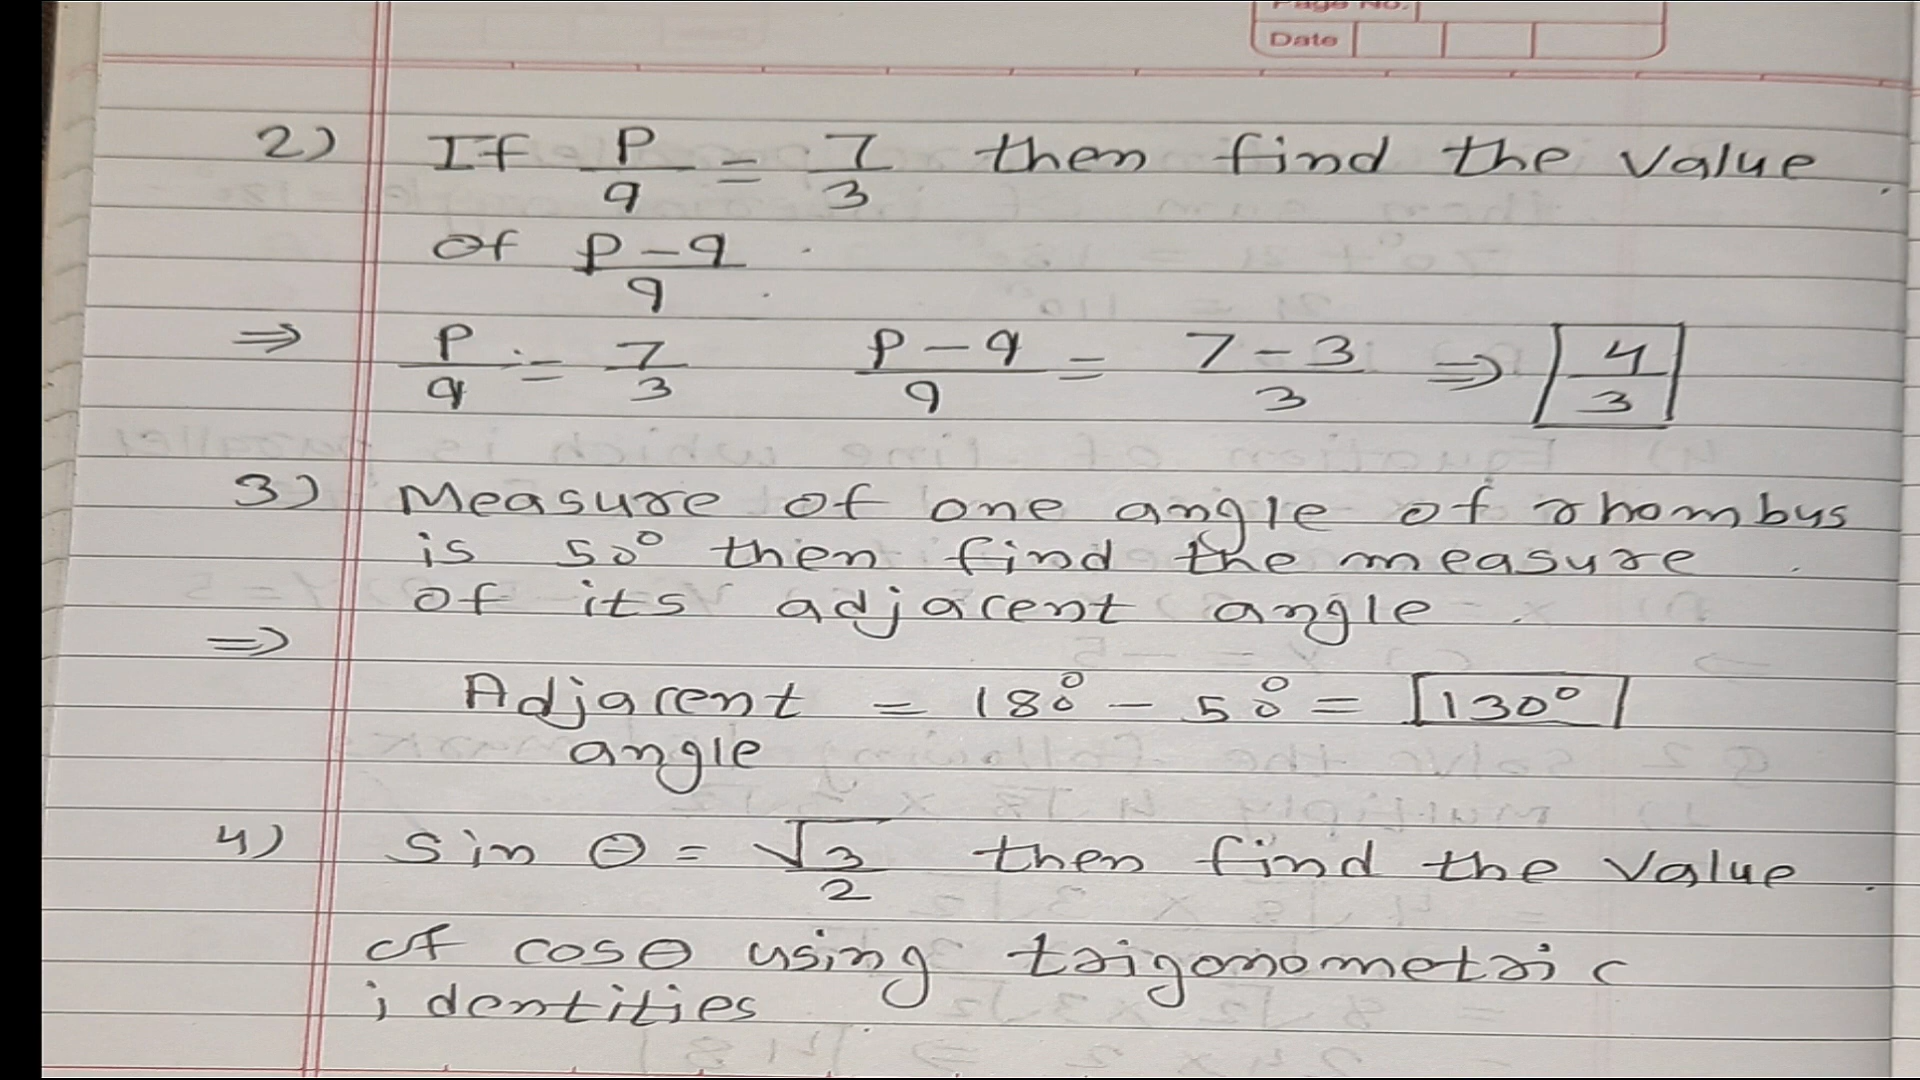 Page No.
Date
2) If P/q = 7/3 then find the value
of P-q/q.
⇒ P/q = 7/3 P-q/q = 7-3/3 ⇒ 4/3
3) Measure of one angle of rhombus
is 50° then find the measure
of its adjacent angle.
⇒
Adjacent = 180° - 50° = 130°
angle
4) sin θ = √3/2 then find the value
of cosθ using trigonometric
identities